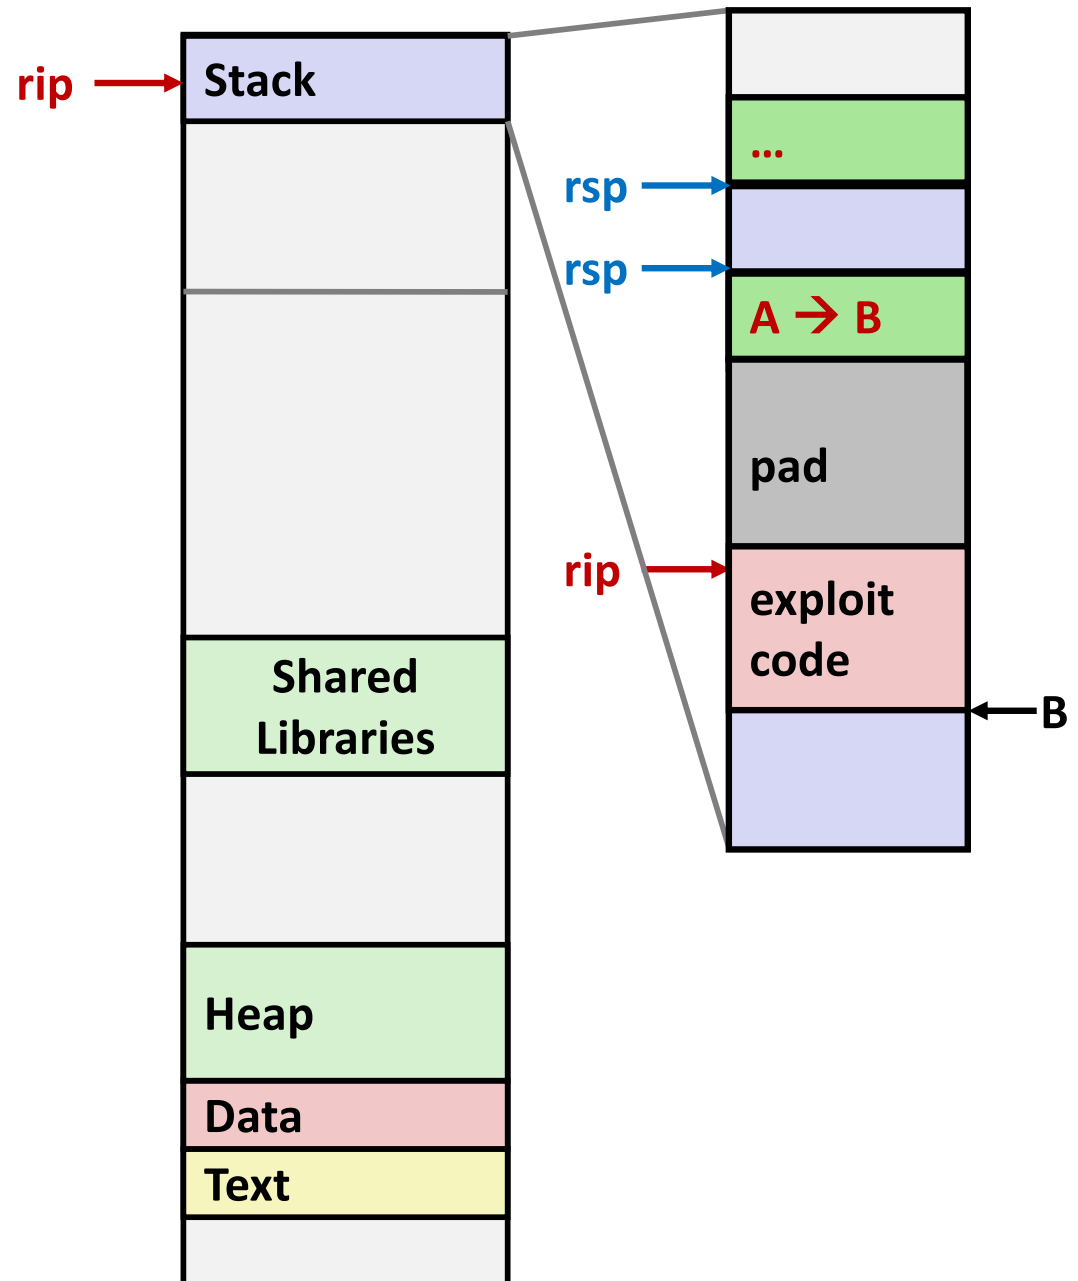 rip
Stack
Shared
Libraries
Heap
Data
Text
...
rsp
rsp
A → B
pad
rip
exploit
code
B